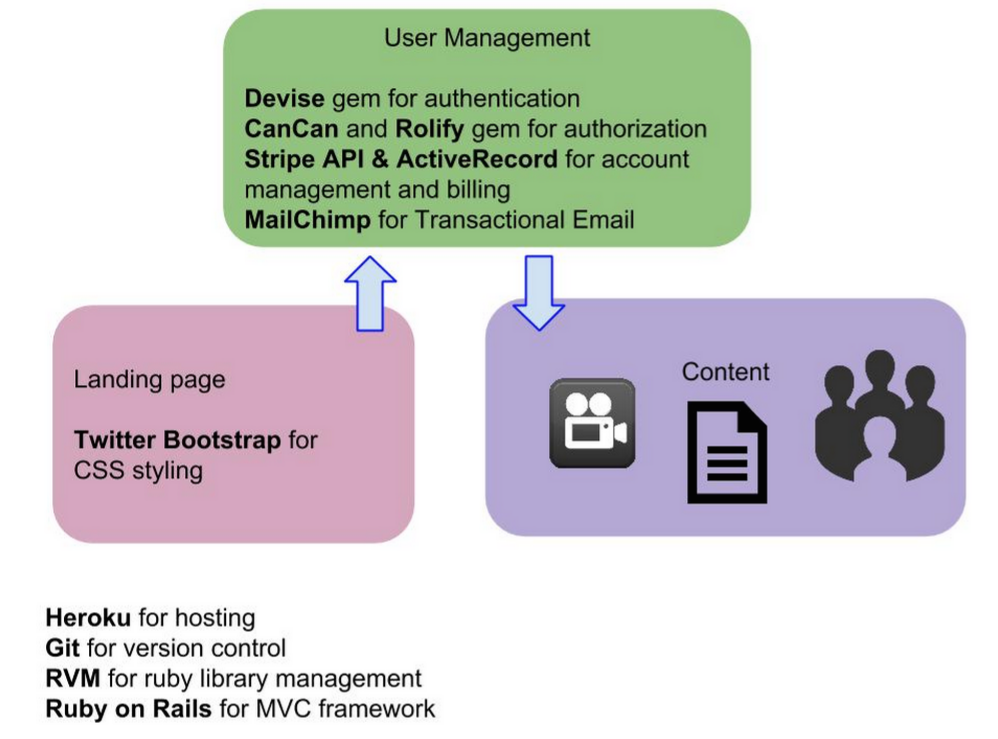 User Management
Devise gem for authentication
CanCan and Rolify gem for authorization
Stripe API & ActiveRecord for account
management and billing
MailChimp for Transactional Email
Landing page
Twitter Bootstrap for
CSS styling
Content
Heroku for hosting
Git for version control
RVM for ruby library management
Ruby on Rails for MVC framework